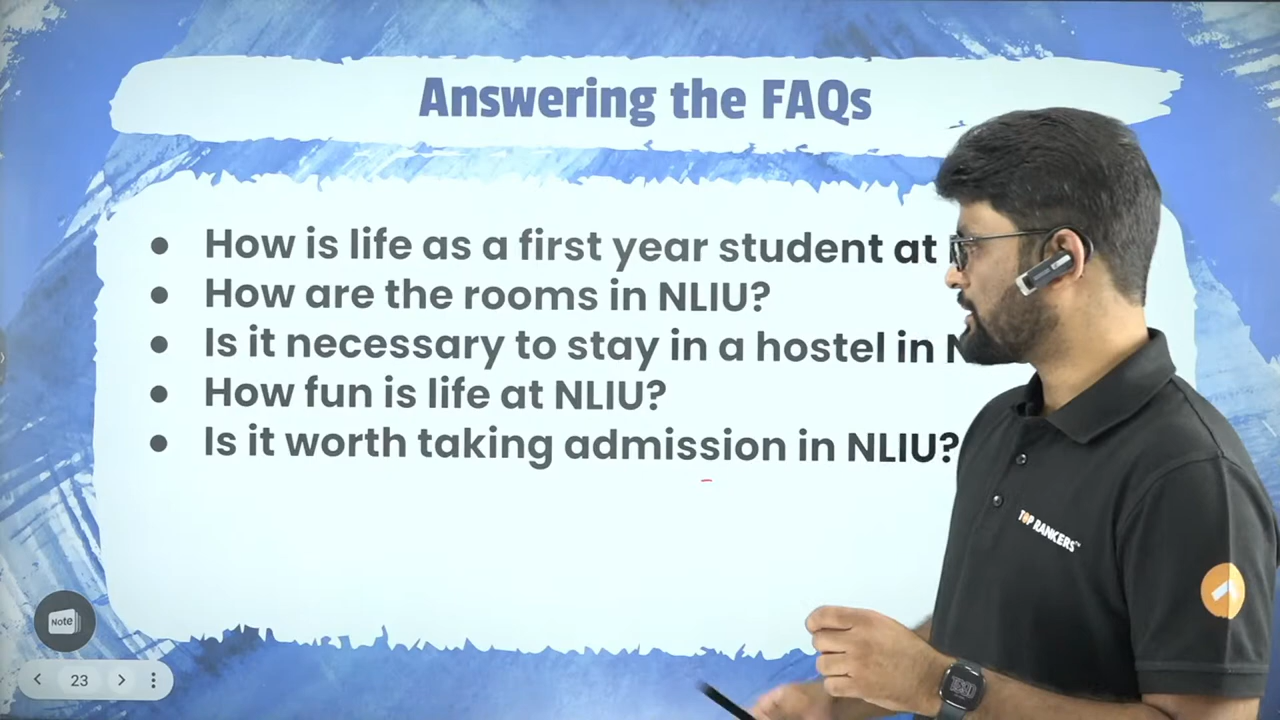 Answering the FAQs
● How is life as a first year student at
● How are the rooms in NLIU?
● Is it necessary to stay in a hostel in N
● How fun is life at NLIU?
● Is it worth taking admission in NLIU?
TOP RANKERS™
Note
23